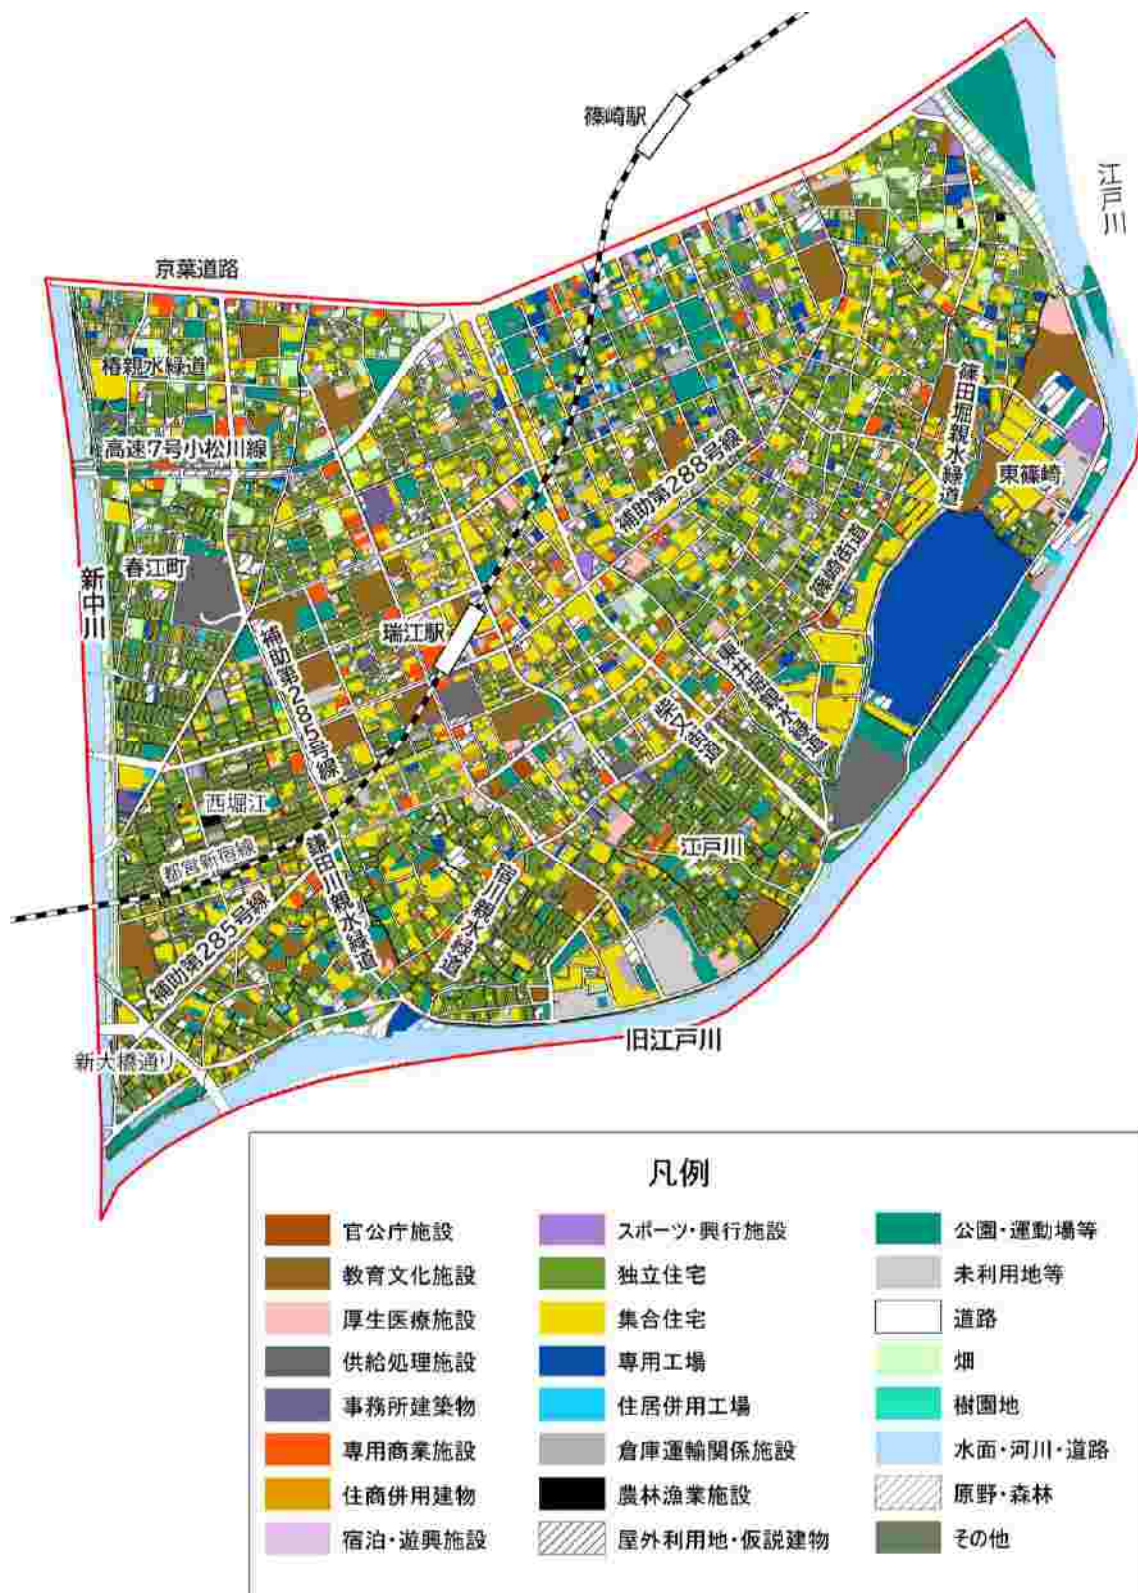 篠崎駅
江戸川
京葉道路
椿親水緑道
高速7号小松川線
篠田堀親水緑道
東篠崎
補助第288号線
篠崎街道
春江町
新中川
瑞江駅
補助第285号線
柴又街道
西堀江
江戸川
都営新宿線
鎌田川親水緑道
宿川親水緑道
補助第285号線
旧江戸川
新大橋通り
凡例
官公庁施設
スポーツ・興行施設
公園・運動場等
教育文化施設
独立住宅
未利用地等
厚生医療施設
集合住宅
道路
供給処理施設
専用工場
畑
事務所建築物
住居併用工場
樹園地
専用商業施設
倉庫運輸関係施設
水面・河川・道路
住商併用建物
農林漁業施設
原野・森林
宿泊・遊興施設
屋外利用地・仮説建物
その他